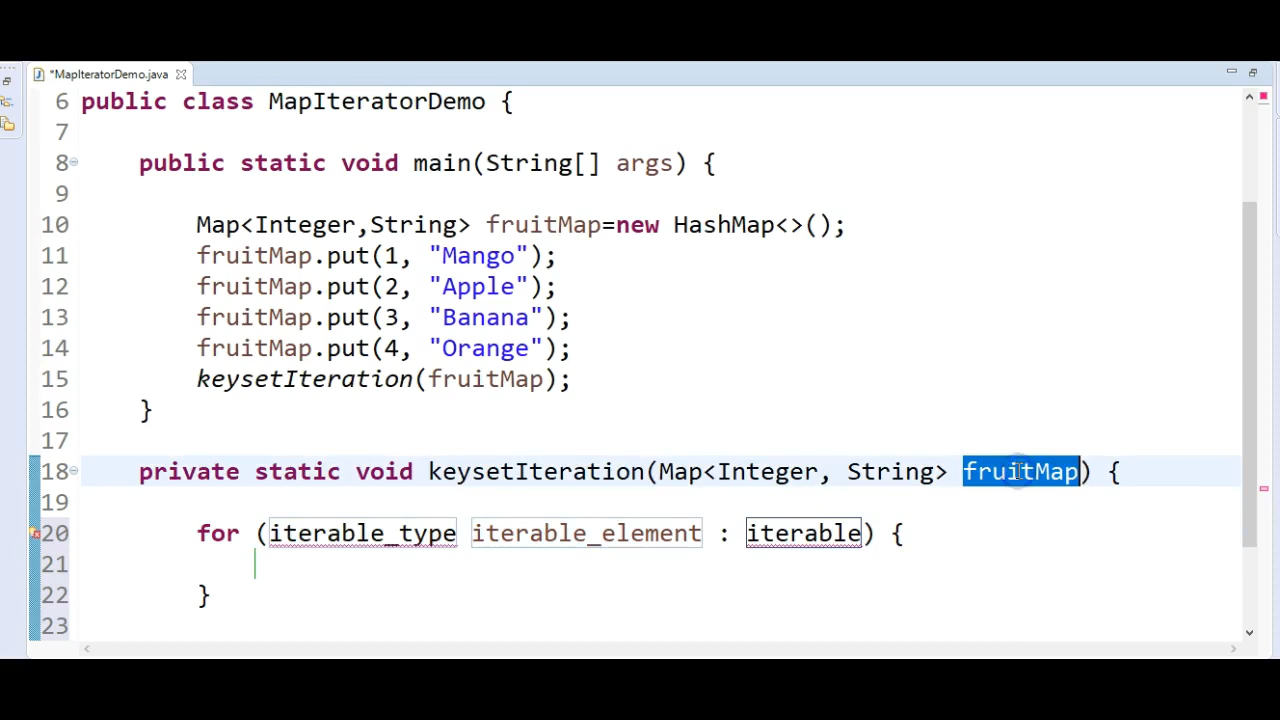 *MapIteratorDemo.java
6 public class MapIteratorDemo {
7
8 public static void main(String[] args) {
9
10 Map<Integer,String> fruitMap=new HashMap<>();
11 fruitMap.put(1, "Mango");
12 fruitMap.put(2, "Apple");
13 fruitMap.put(3, "Banana");
14 fruitMap.put(4, "Orange");
15 keysetIteration(fruitMap);
16 }
17
18 private static void keysetIteration(Map<Integer, String> fruitMap) {
19
20 for (iterable_type iterable_element : iterable) {
21
22 }
23